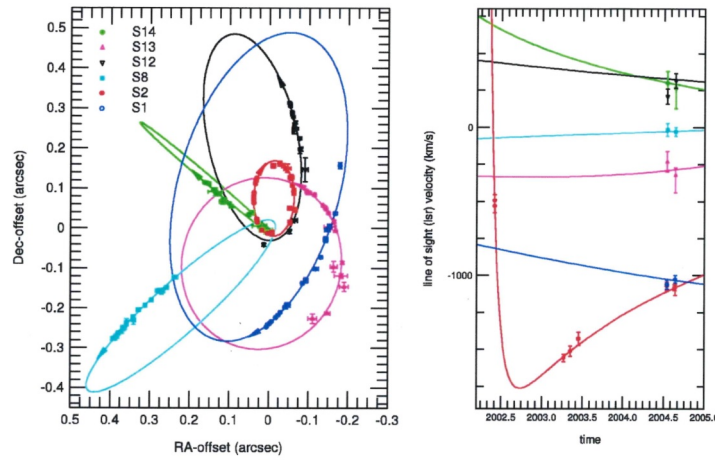 S14
S13
S12
S8
S2
S1
0.5
0.4
0.3
0.2
0.1
0
-0.1
-0.2
-0.3
-0.4
Dec-offset (arcsec)
0.5 0.4 0.3 0.2 0.1 0 -0.1 -0.2 -0.3
RA-offset (arcsec)
0
-1000
line of sight (lsr) velocity (km/s)
2002.5 2003.0 2003.5 2004.0 2004.5 2005.0
time